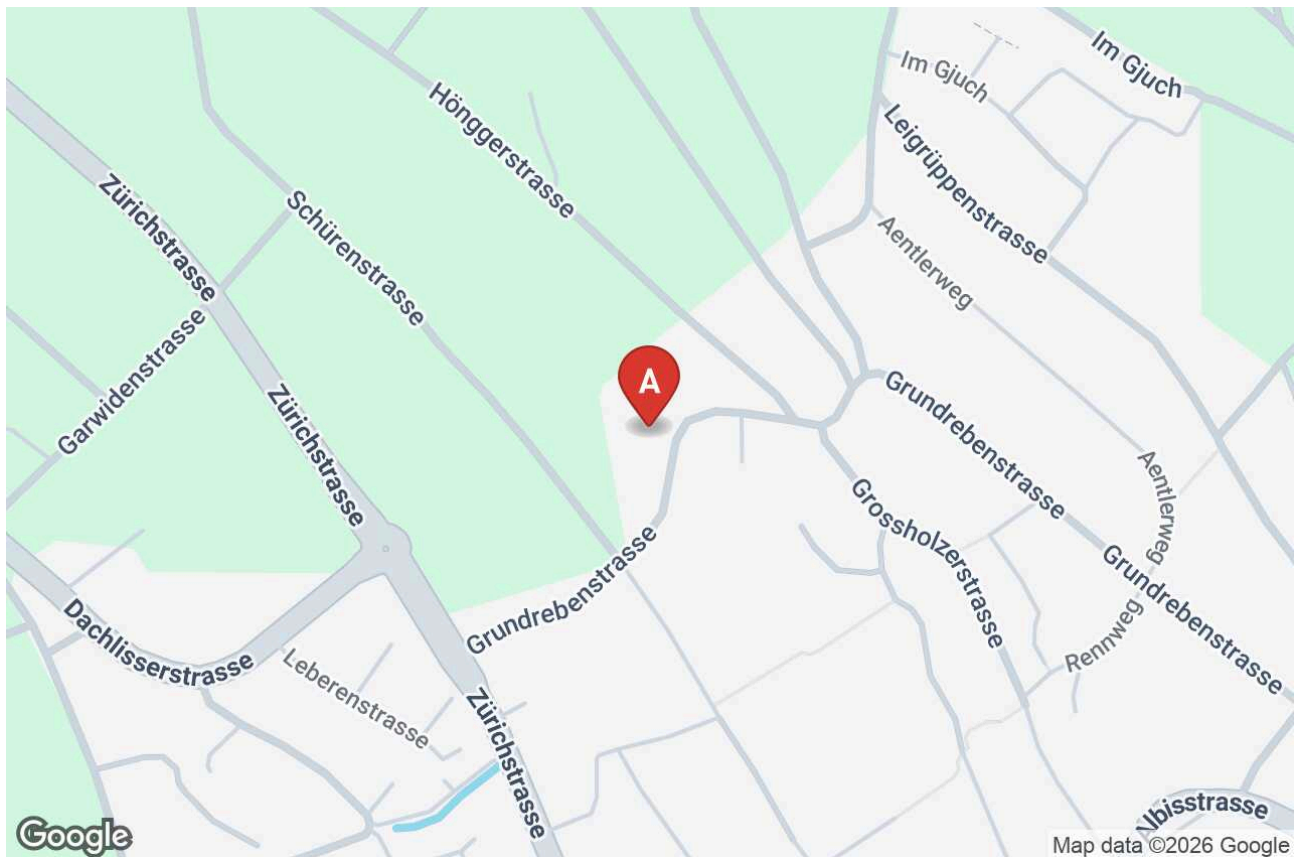 Im Gjuch
Im Gjuch
Hönggerstrasse
Leigrüppenstrasse
Zürichstrasse
Schürenstrasse
Aentlerweg
Garwidenstrasse
Zürichstrasse
A
Grundrebenstrasse
Aentlerweg
Grossholzerstrasse
Grundrebenstrasse
Grundrebenstrasse
Dachlisserstrasse
Leberenstrasse
Rennweg
Zürichstrasse
Albisstrasse
Google
Map data ©2026 Google